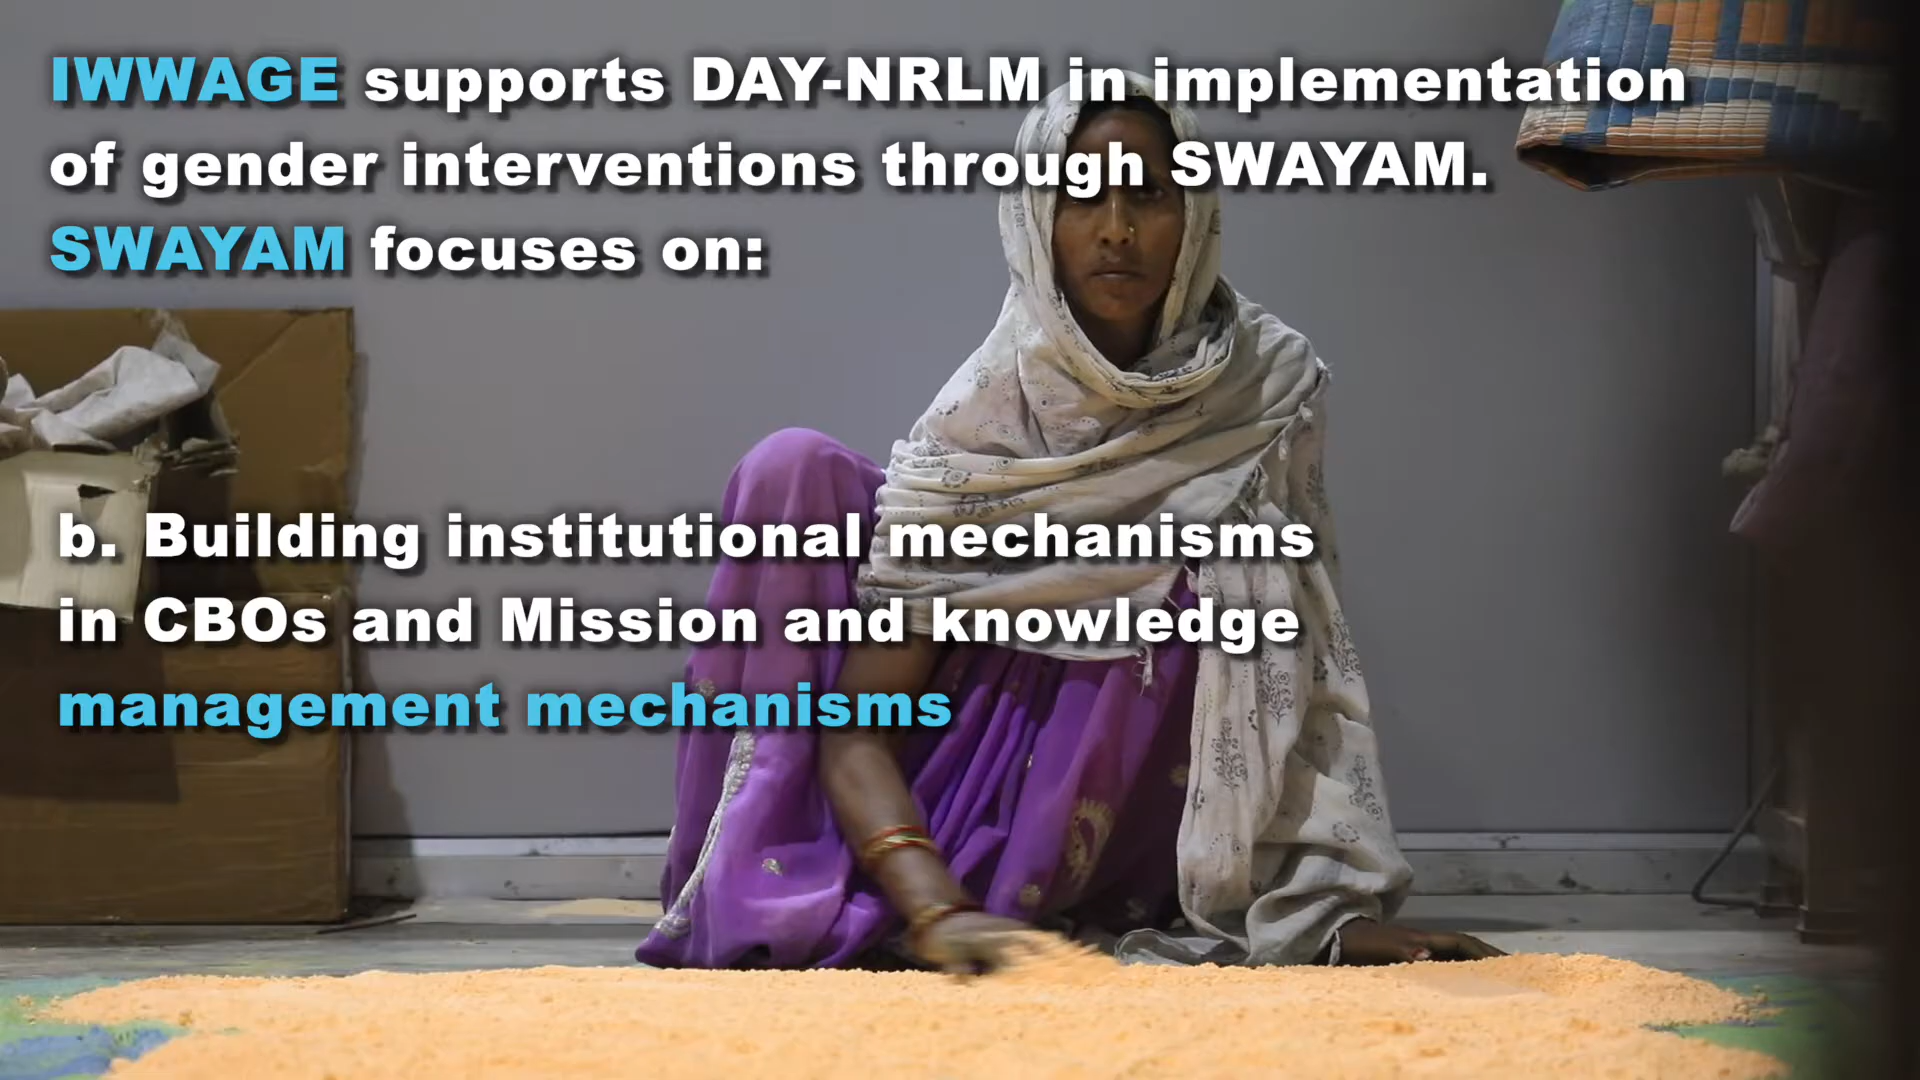 IWWAGE supports DAY-NRLM in implementation
of gender interventions through SWAYAM.
SWAYAM focuses on:
b. Building institutional mechanisms
in CBOs and Mission and knowledge
management mechanisms